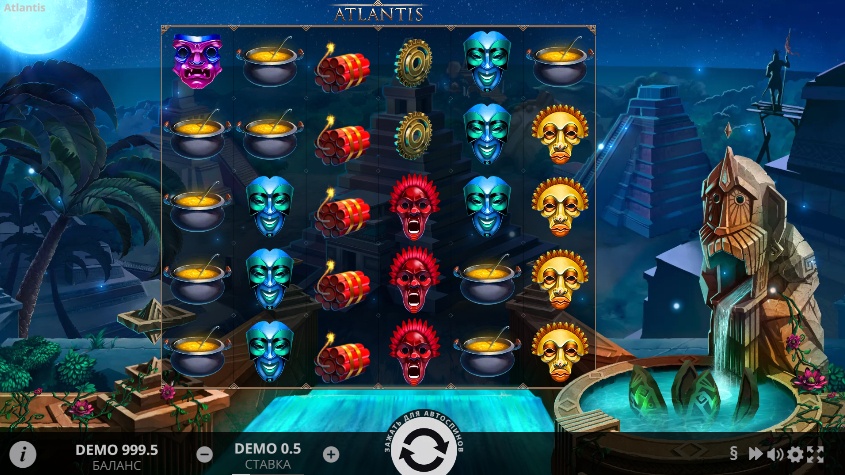 Atlantis
ATLANTIS
ЗАЖАТЬ ДЛЯ АВТОСПИНОВ
DEMO 999.5
БАЛАНС
DEMO 0.5
СТАВКА